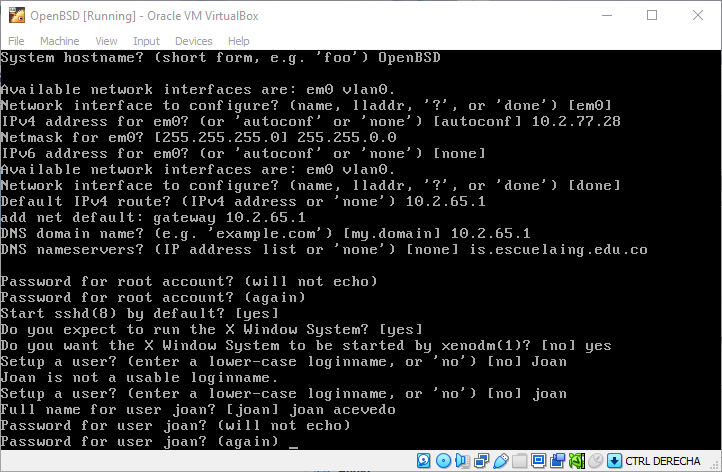 OpenBSD [Running] - Oracle VM VirtualBox
File Machine View Input Devices Help
System hostname? (short form, e.g. 'foo') OpenBSD
Available network interfaces are: em0 vlan0.
Network interface to configure? (name, lladdr, '?', or 'done') [em0]
IPv4 address for em0? (or 'autoconf' or 'none') [autoconf] 10.2.77.28
Netmask for em0? [255.255.255.0] 255.255.0.0
IPv6 address for em0? (or 'autoconf' or 'none') [none]
Available network interfaces are: em0 vlan0.
Network interface to configure? (name, lladdr, '?', or 'done') [done]
Default IPv4 route? (IPv4 address or 'none') 10.2.65.1
add net default: gateway 10.2.65.1
DNS domain name? (e.g. 'example.com') [my.domain] 10.2.65.1
DNS nameservers? (IP address list or 'none') [none] is.escuelaing.edu.co
Password for root account? (will not echo)
Password for root account? (again)
Start sshd(8) by default? [yes]
Do you expect to run the X Window System? [yes]
Do you want the X Window System to be started by xenodm(1)? [no] yes
Setup a user? (enter a lower-case loginname, or 'no') [no] Joan
Joan is not a usable loginname.
Setup a user? (enter a lower-case loginname, or 'no') [no] joan
Full name for user joan? [joan] joan acevedo
Password for user joan? (will not echo)
Password for user joan? (again) _
CTRL DERECHA